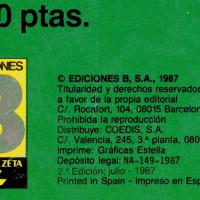 0 ptas.
IONES
B
ZETA
© EDICIONES B, S.A., 1987
Titularidad y derechos reservados
a favor de la propia editorial
C/. Rocafort, 104, 08015 Barcelon
Prohibida la reproducción
Distribuye: COEDIS, S.A.
C/. Valencia, 245, 3.ª planta, 080
Imprime: Gráficas Estella
Depósito legal: NA-149-1987
2.ª Edición: julio - 1987
Printed in Spain - Impreso en Esp